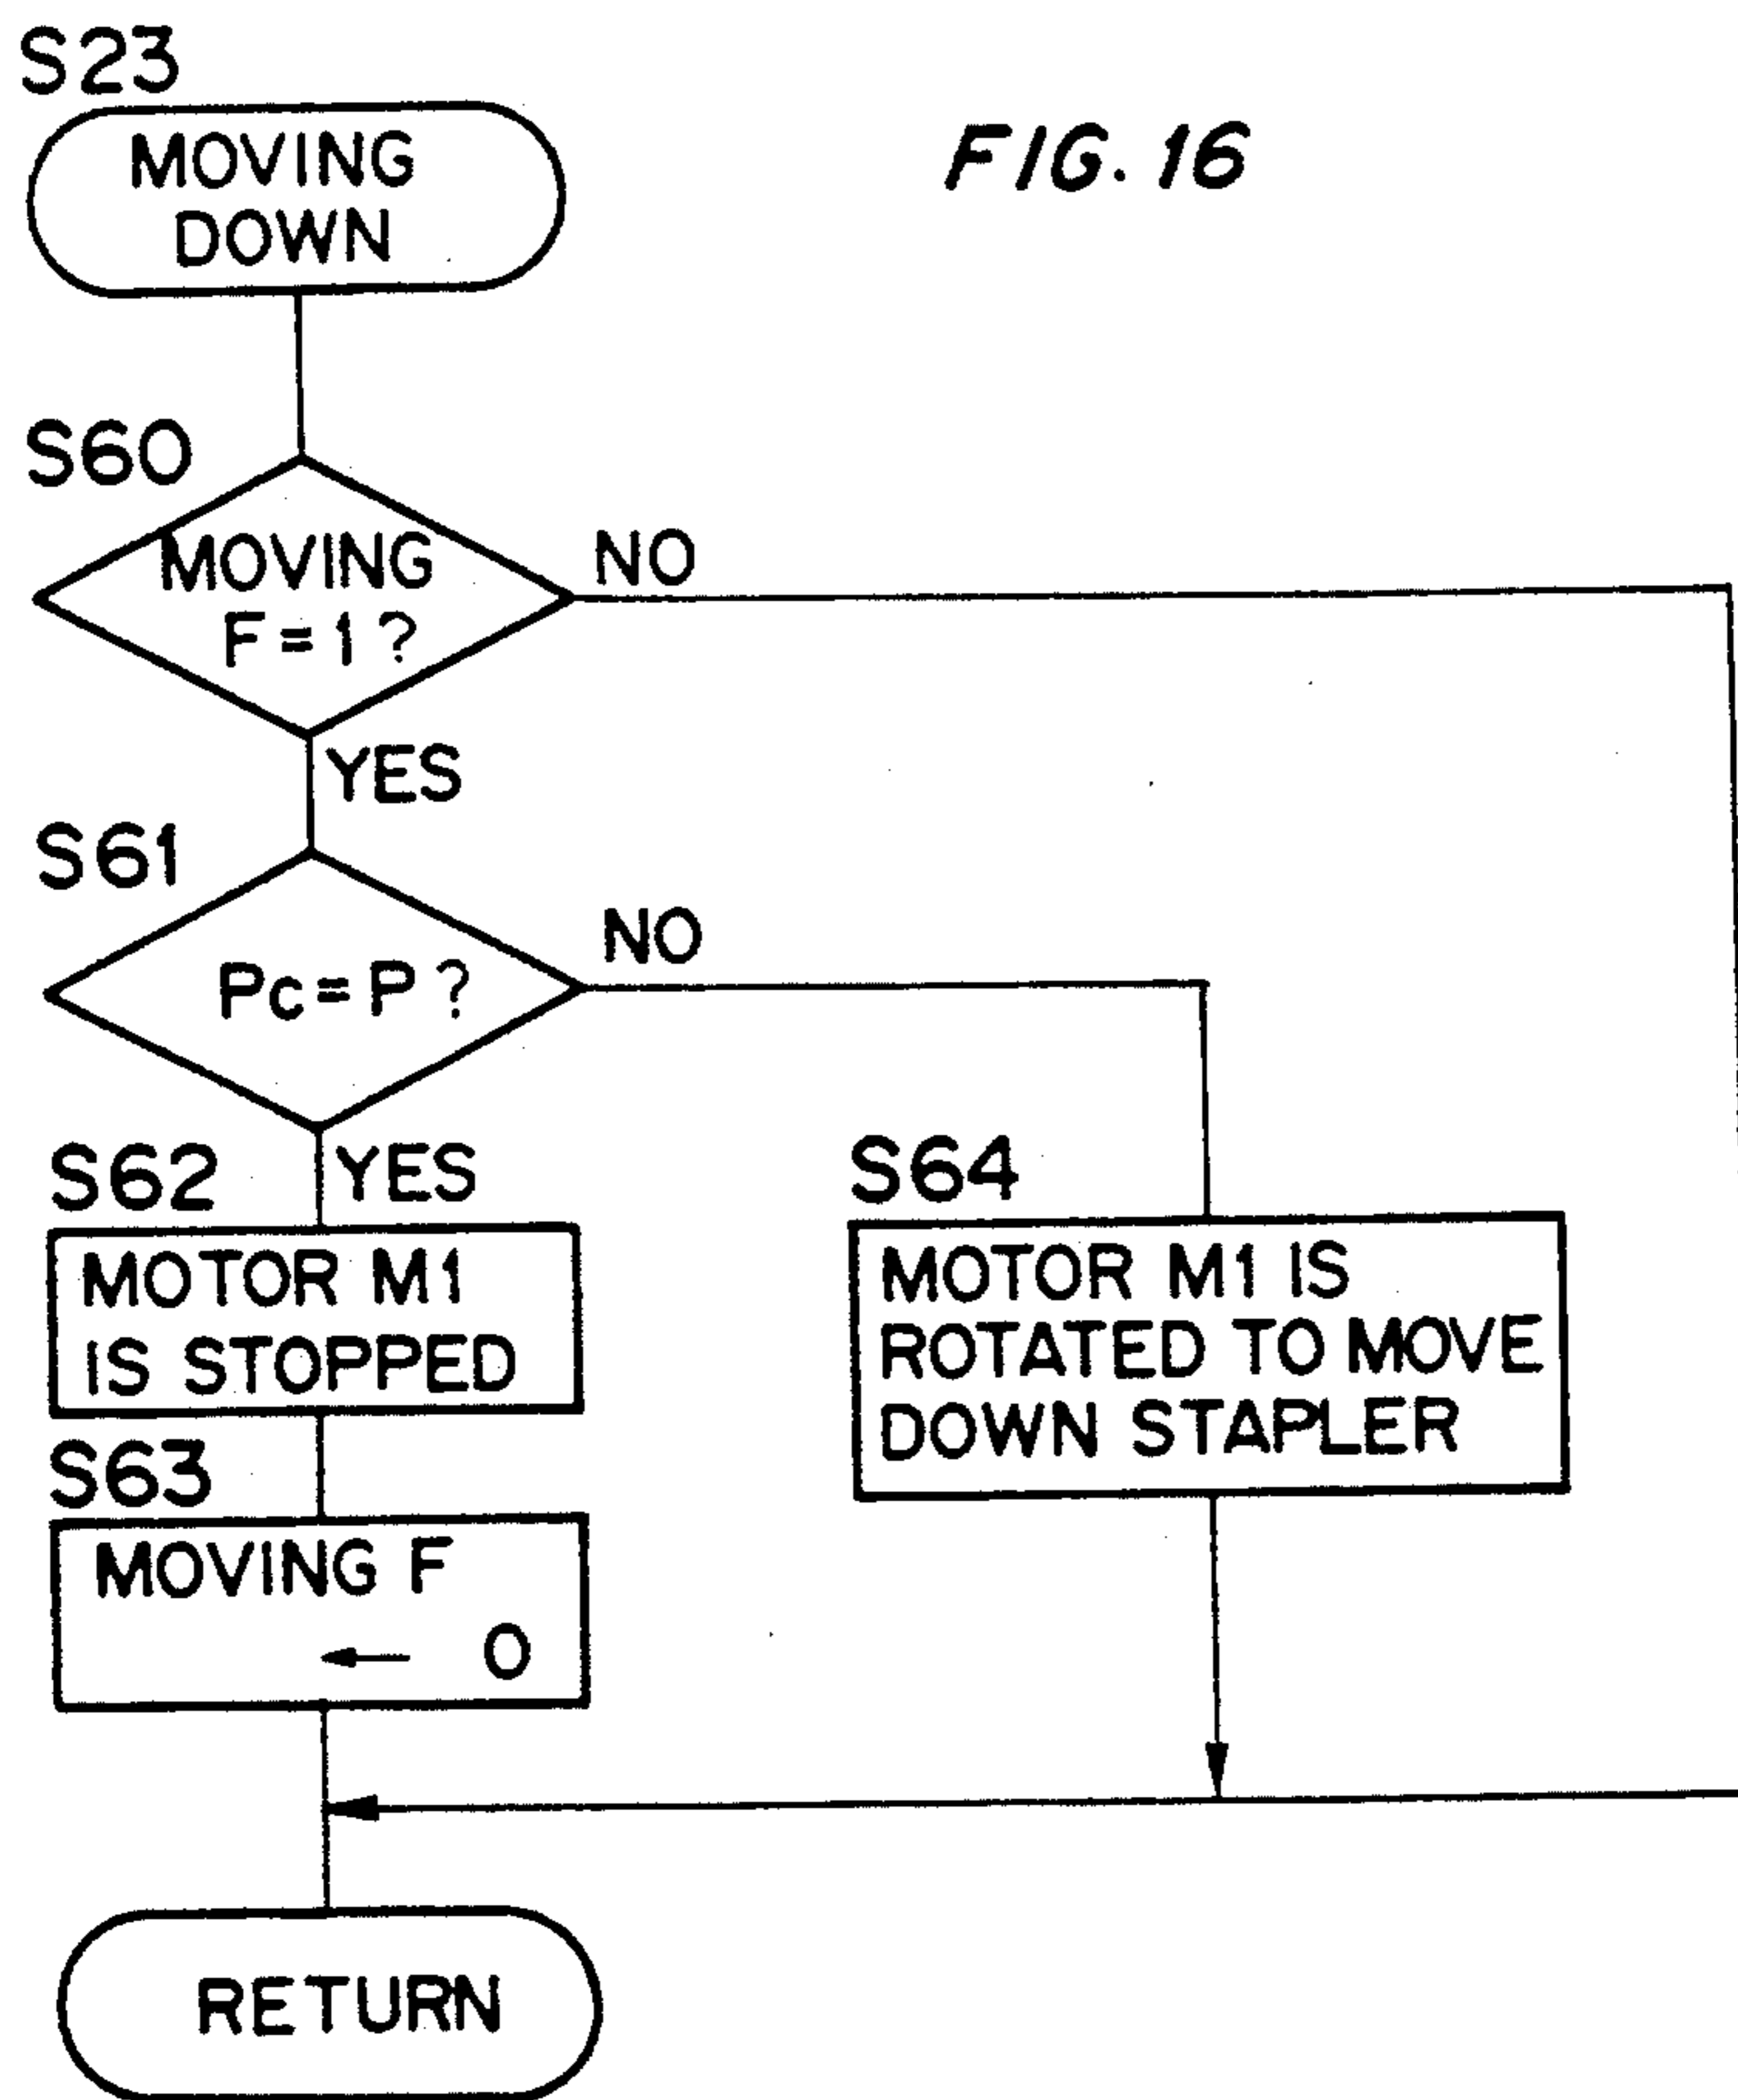 S23
MOVING
DOWN
FIG. 16
S60
MOVING
F=1?
NO
YES
S61
Pc=P?
NO
S62
YES
MOTOR M1
IS STOPPED
S64
MOTOR M1 IS
ROTATED TO MOVE
DOWN STAPLER
S63
MOVING F
← 0
RETURN